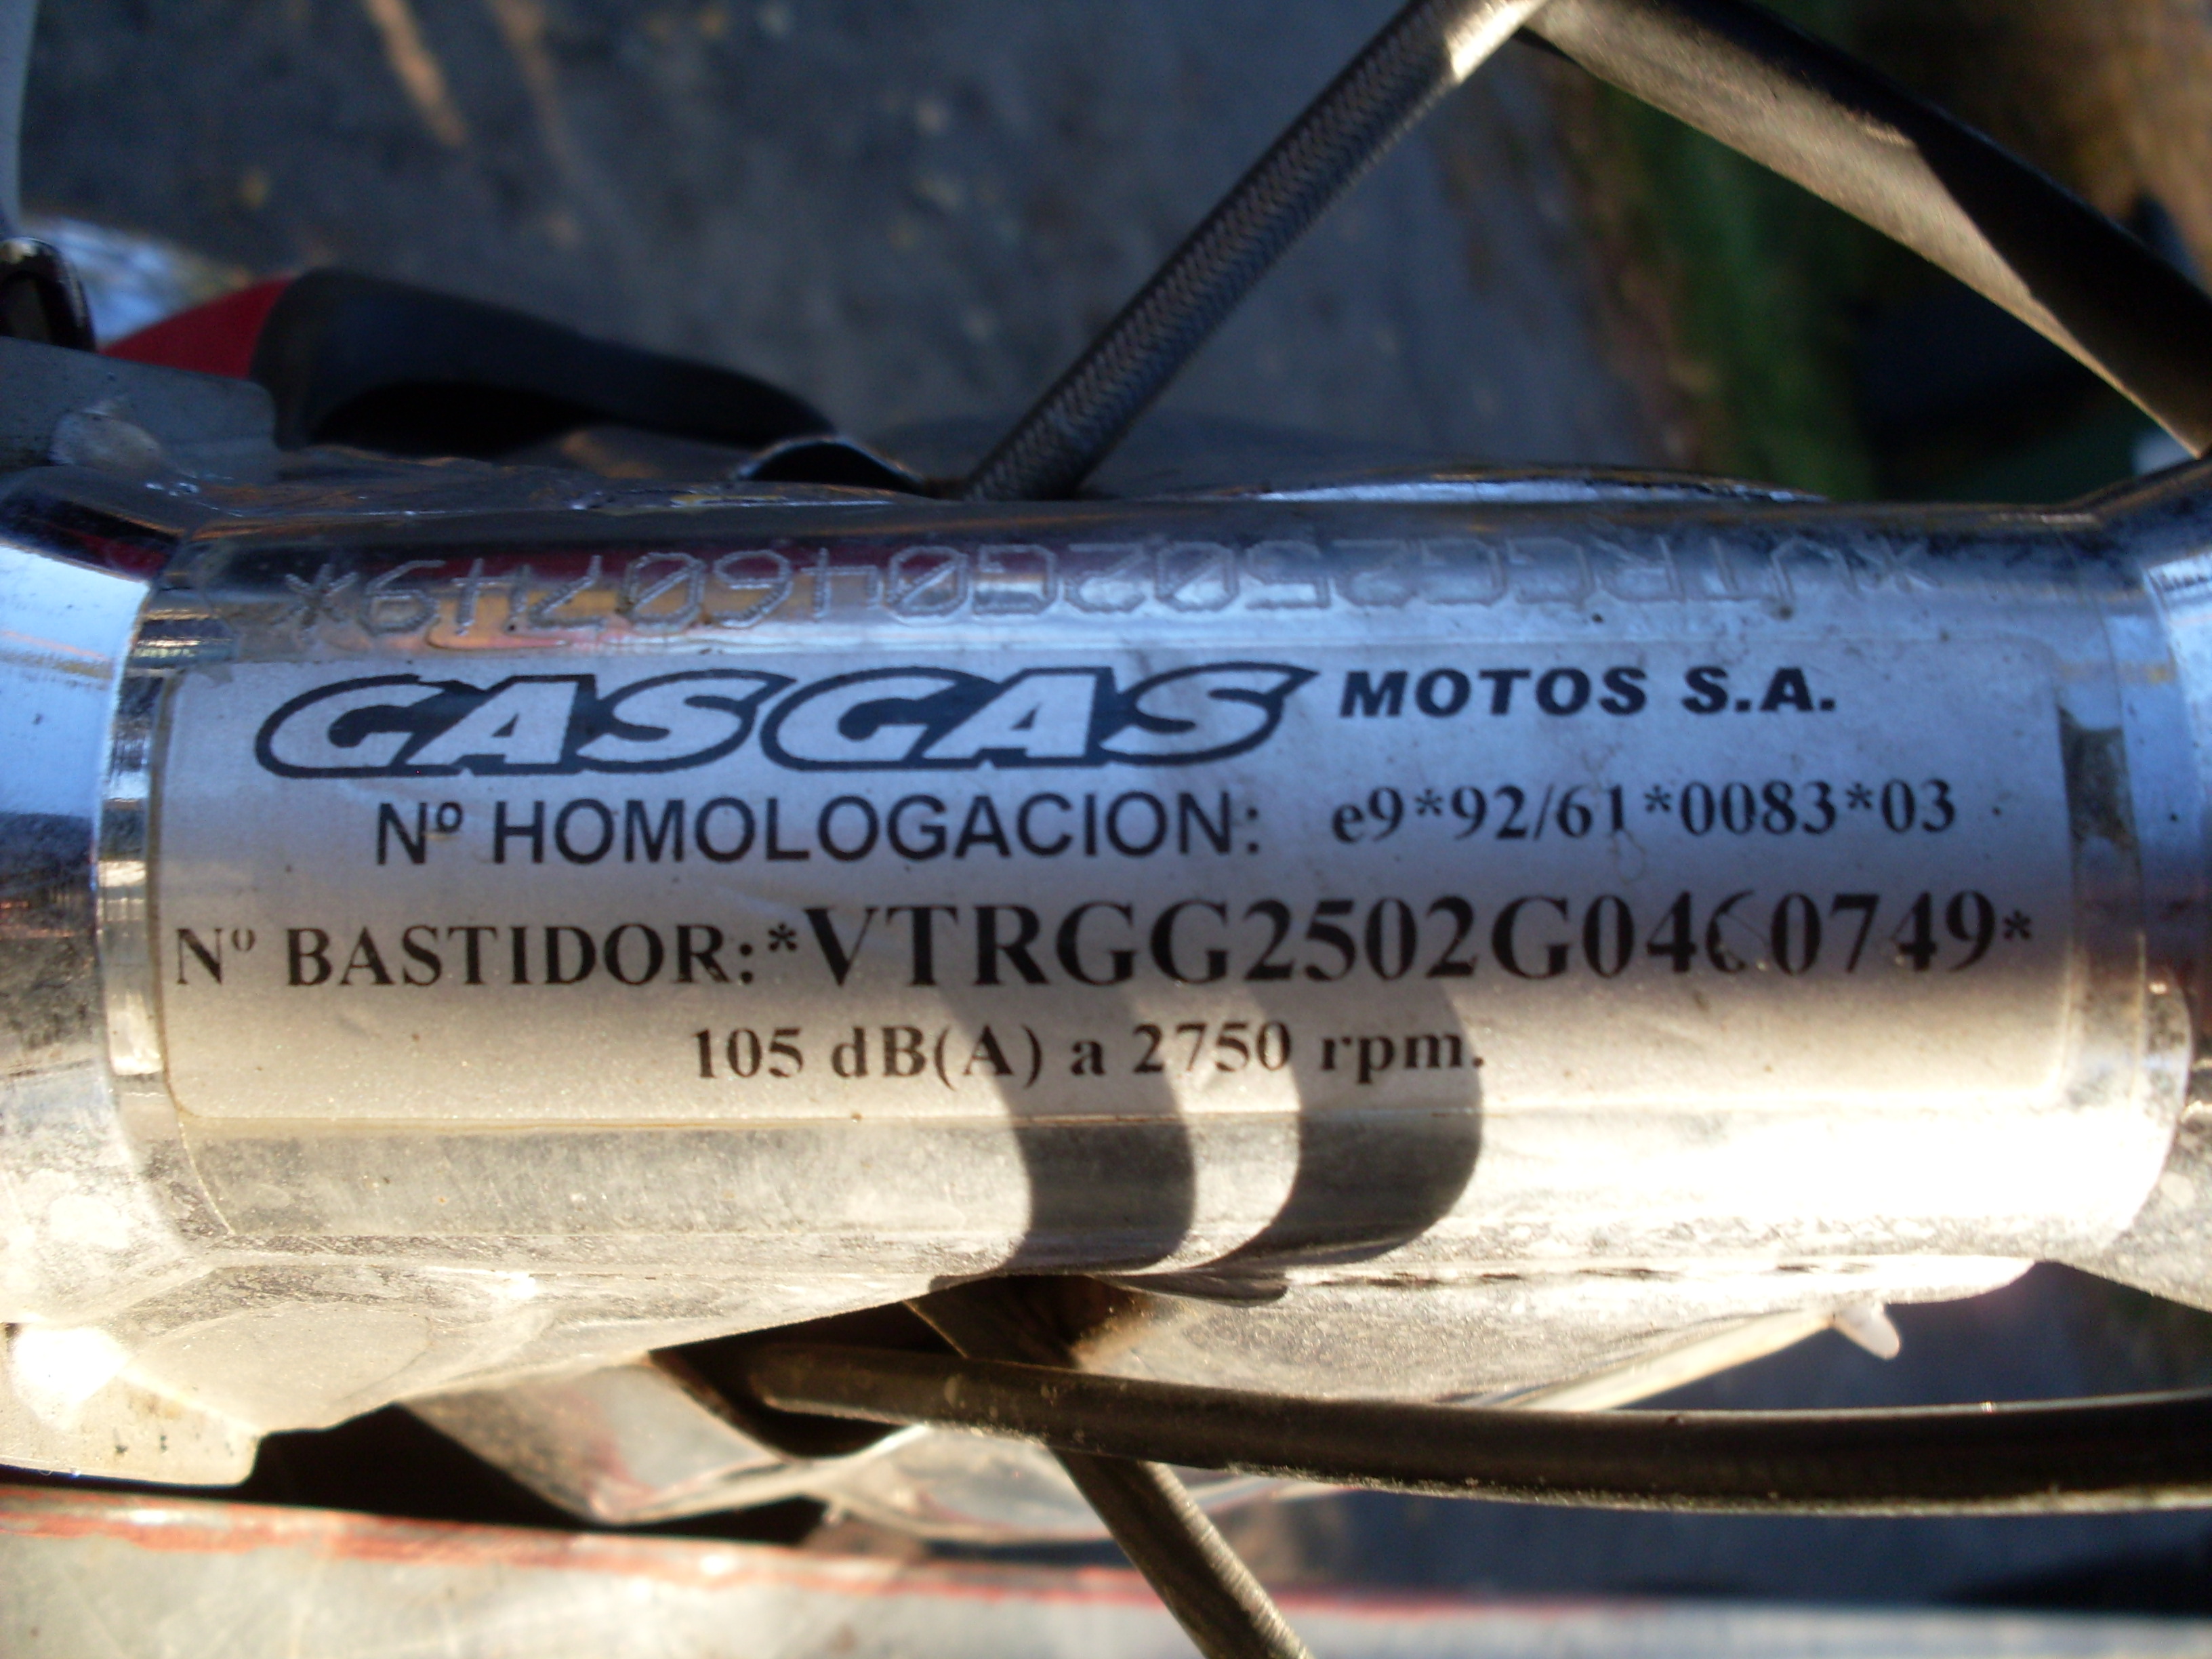 *VTRGG2502G0460749*
GASGAS MOTOS S.A.
Nº HOMOLOGACION: e9*92/61*0083*03
Nº BASTIDOR:*VTRGG2502G0460749*
105 dB(A) a 2750 rpm.